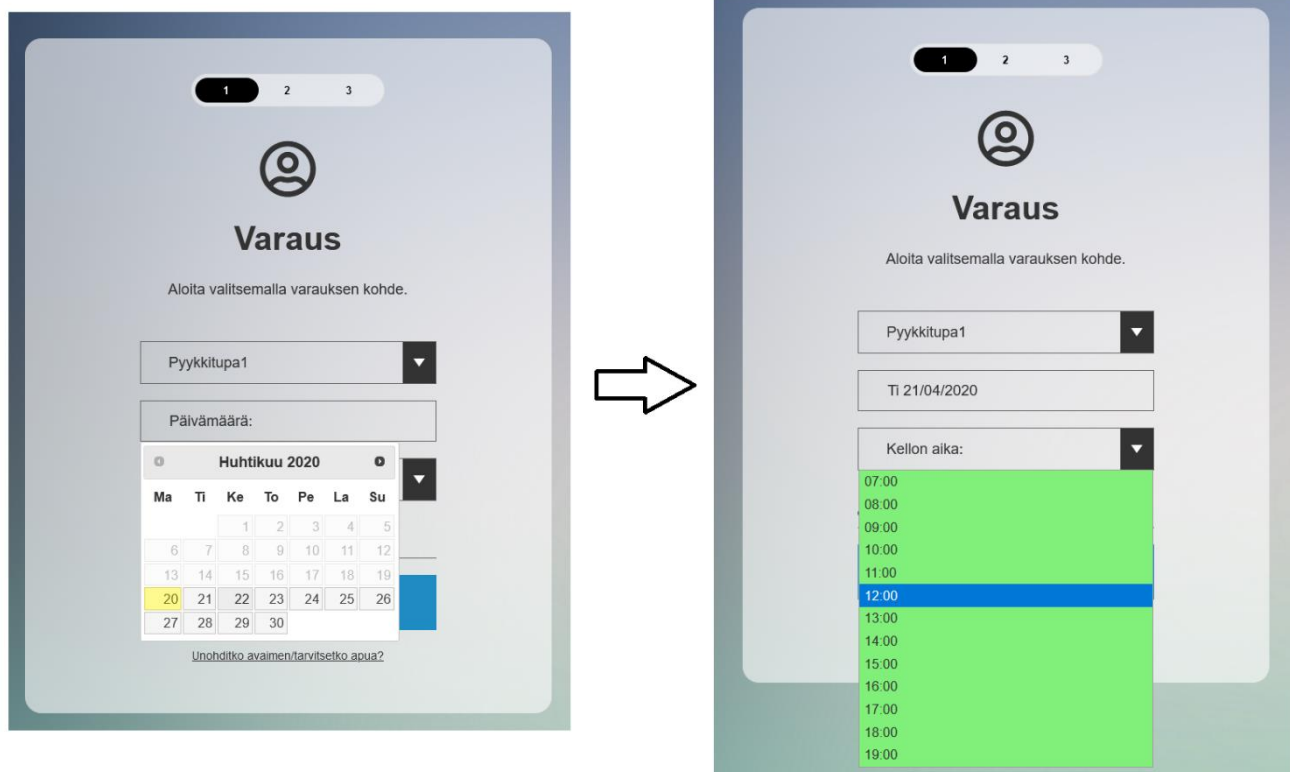 1 2 3
Varaus
Aloita valitsemalla varauksen kohde.
Pyykkitupa1
Päivämäärä:
Huhtikuu 2020
Ma Ti Ke To Pe La Su
1 2 3 4 5
6 7 8 9 10 11 12
13 14 15 16 17 18 19
20 21 22 23 24 25 26
27 28 29 30
Unohditko avaimen/tarvitsetko apua?
1 2 3
Varaus
Aloita valitsemalla varauksen kohde.
Pyykkitupa1
Ti 21/04/2020
Kellon aika:
07:00
08:00
09:00
10:00
11:00
12:00
13:00
14:00
15:00
16:00
17:00
18:00
19:00